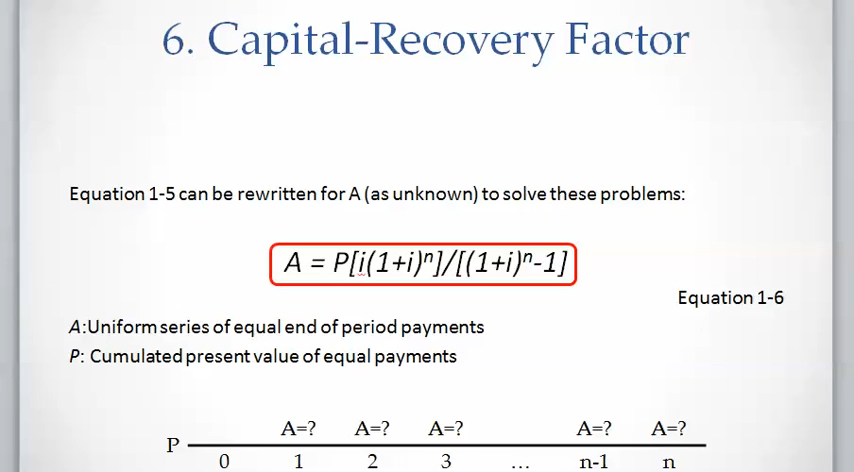 6. Capital-Recovery Factor
Equation 1-5 can be rewritten for A (as unknown) to solve these problems:
A = P[i(1+i)ⁿ]/[(1+i)ⁿ-1]
Equation 1-6
A:Uniform series of equal end of period payments
P: Cumulated present value of equal payments
A=? A=? A=? A=? A=?
P
0 1 2 3 ... n-1 n